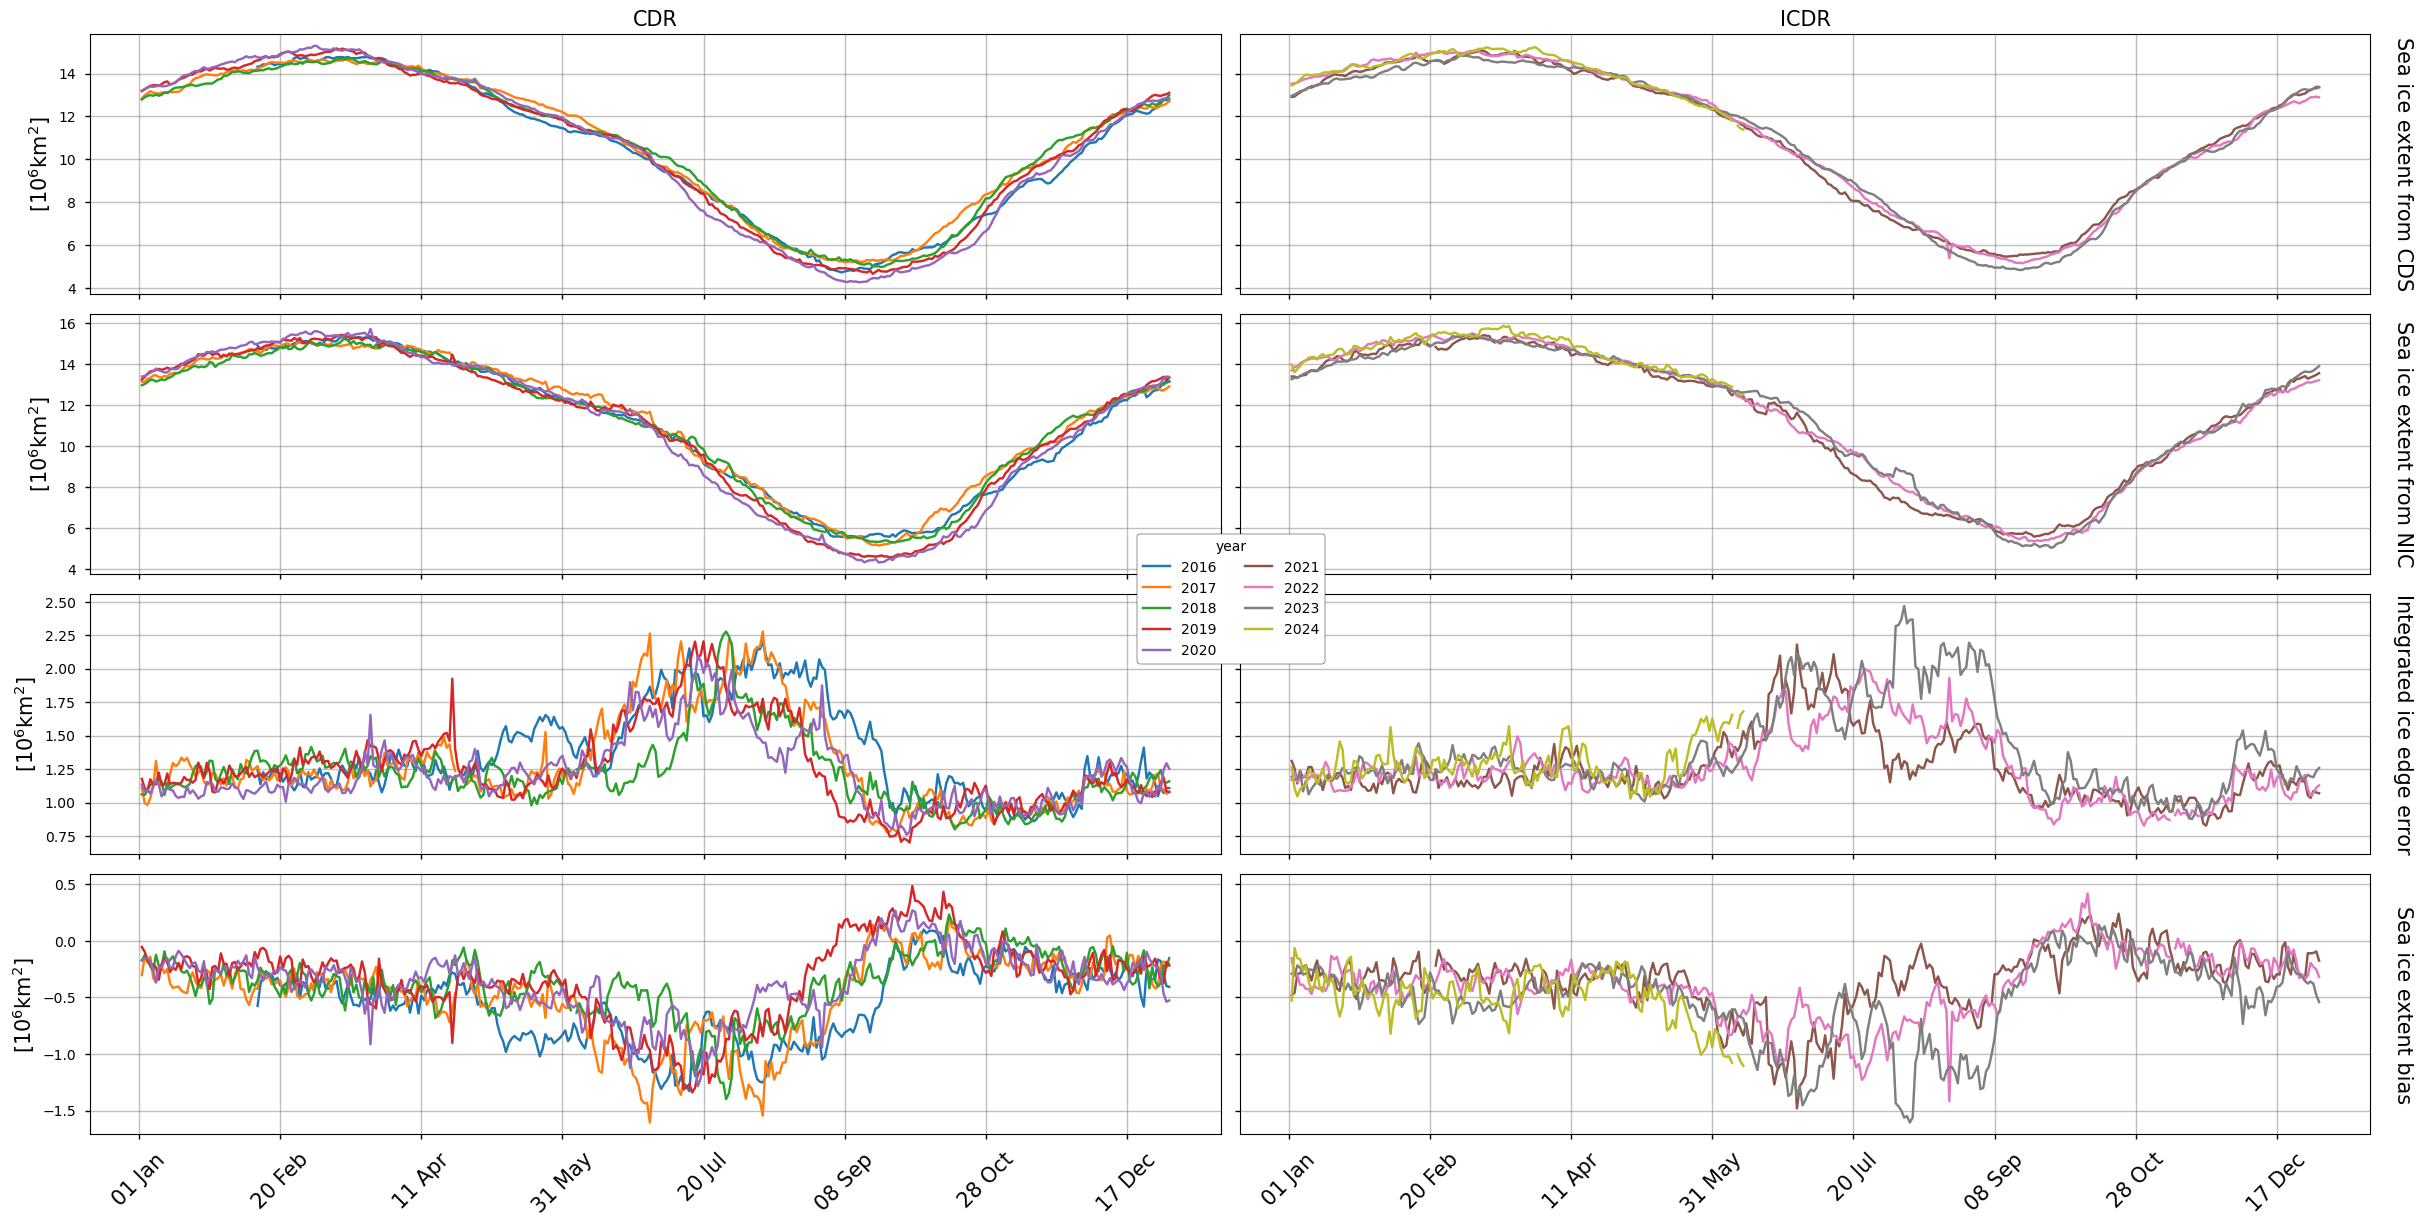 CDR
ICDR
14
12
10
8
6
4
[10⁶km²]
Sea ice extent from CDS
16
14
12
10
8
6
4
[10⁶km²]
Sea ice extent from NIC
year
2016
2017
2018
2019
2020
2021
2022
2023
2024
2.50
2.25
2.00
1.75
1.50
1.25
1.00
0.75
[10⁶km²]
Integrated ice edge error
0.5
0.0
−0.5
−1.0
−1.5
[10⁶km²]
Sea ice extent bias
01 Jan
20 Feb
11 Apr
31 May
20 Jul
08 Sep
28 Oct
17 Dec
01 Jan
20 Feb
11 Apr
31 May
20 Jul
08 Sep
28 Oct
17 Dec